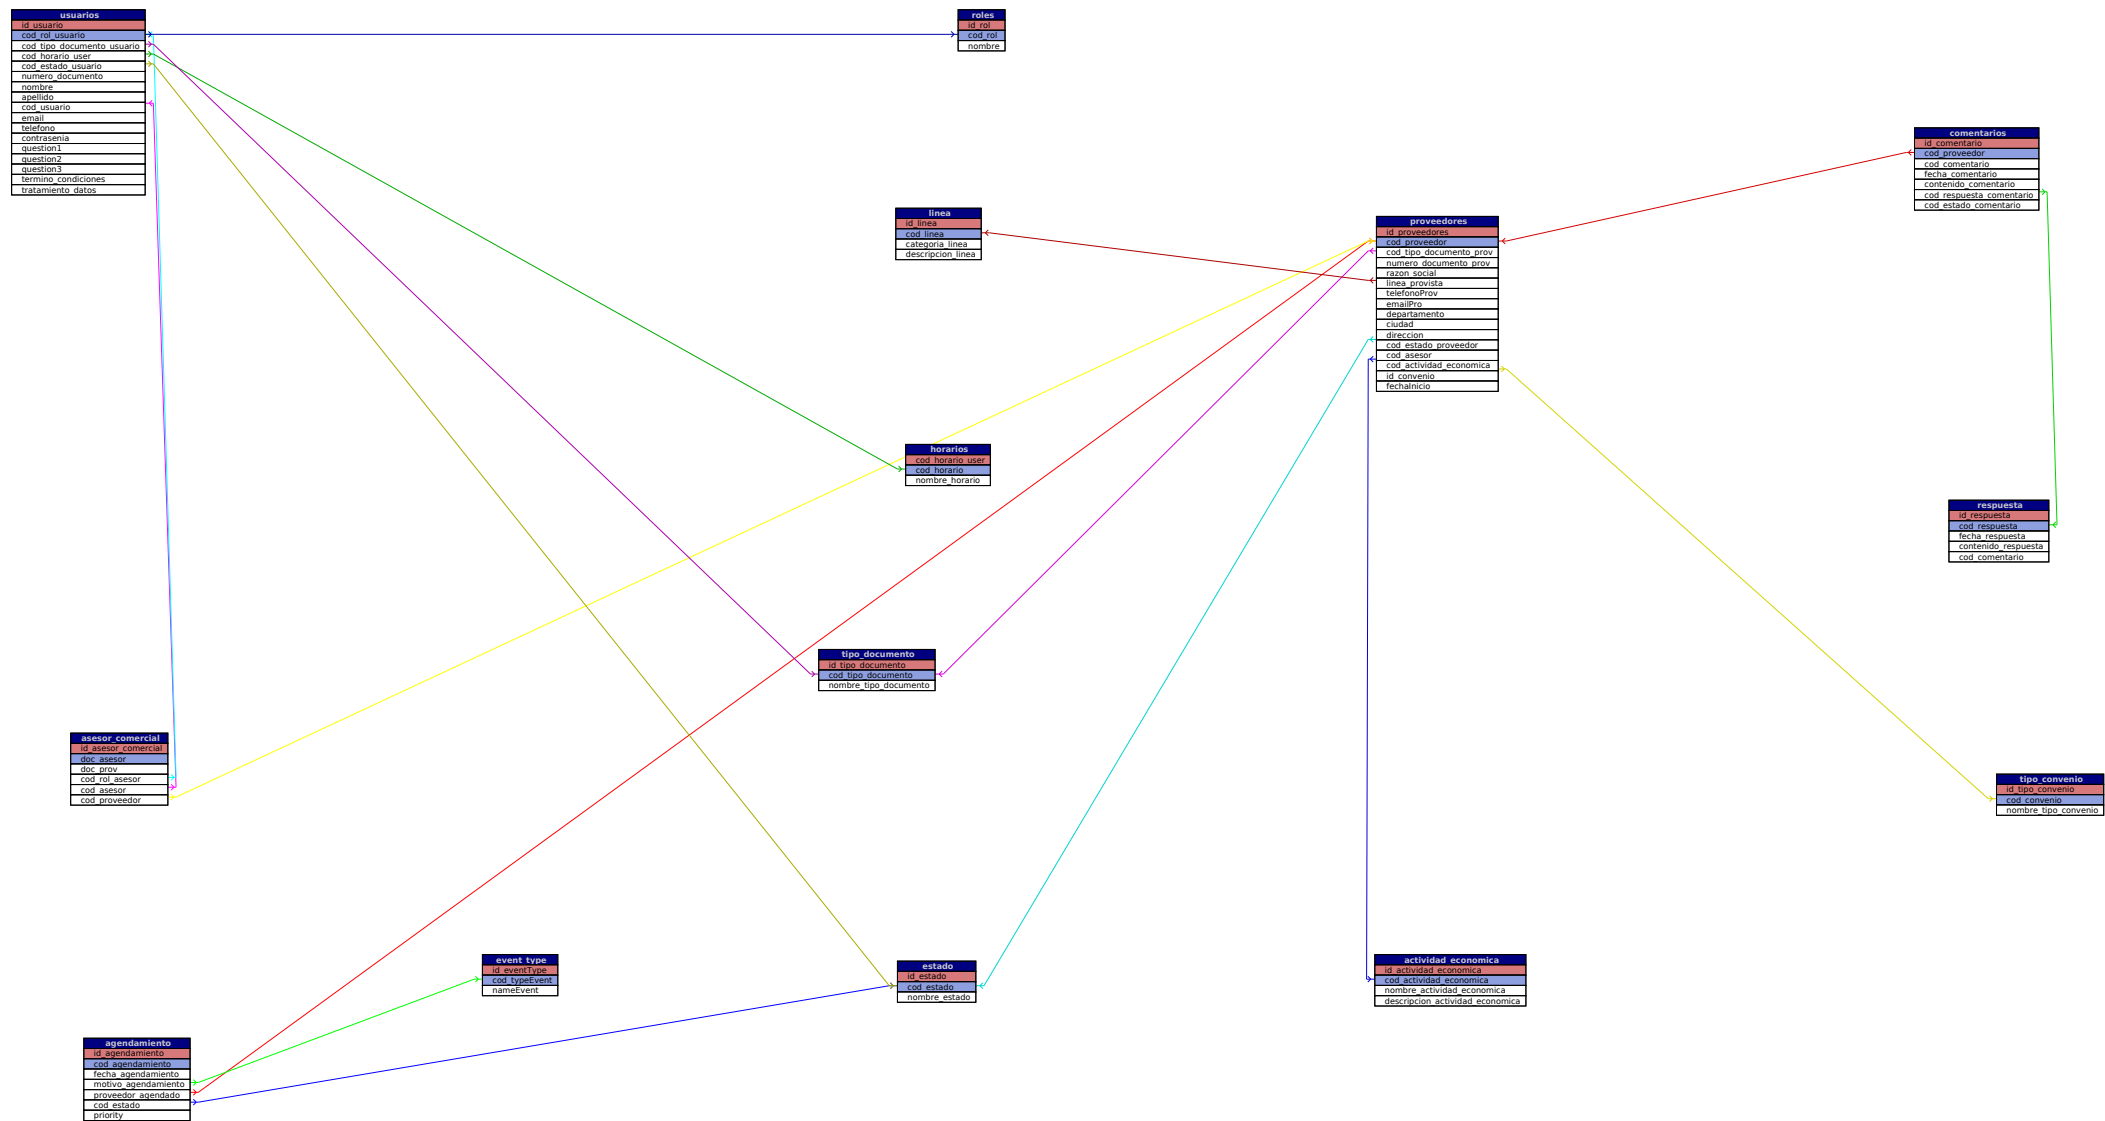 usuarios
id_usuario
cod_rol_usuario
cod_tipo_documento_usuario
cod_horario_user
cod_estado_usuario
numero_documento
nombre
apellido
cod_usuario
email
telefono
contrasenia
question1
question2
question3
termino_condiciones
tratamiento_datos
roles
id_rol
cod_rol
nombre
comentarios
id_comentario
cod_proveedor
cod_comentario
fecha_comentario
contenido_comentario
cod_respuesta_comentario
cod_estado_comentario
linea
id_linea
cod_linea
categoria_linea
descripcion_linea
proveedores
id_proveedores
cod_proveedor
cod_tipo_documento_prov
numero_documento_prov
razon_social
linea_provista
telefonoProv
emailPro
departamento
ciudad
direccion
cod_estado_proveedor
cod_asesor
cod_actividad_economica
id_convenio
fechaInicio
horarios
cod_horario_user
cod_horario
nombre_horario
respuesta
id_respuesta
cod_respuesta
fecha_respuesta
contenido_respuesta
cod_comentario
tipo_documento
id_tipo_documento
cod_tipo_documento
nombre_tipo_documento
asesor_comercial
id_asesor_comercial
doc_asesor
doc_prov
cod_rol_asesor
cod_asesor
cod_proveedor
tipo_convenio
id_tipo_convenio
cod_convenio
nombre_tipo_convenio
event_type
id_eventType
cod_typeEvent
nameEvent
estado
id_estado
cod_estado
nombre_estado
actividad_economica
id_actividad_economica
cod_actividad_economica
nombre_actividad_economica
descripcion_actividad_economica
agendamiento
id_agendamiento
cod_agendamiento
fecha_agendamiento
motivo_agendamiento
proveedor_agendado
cod_estado
priority